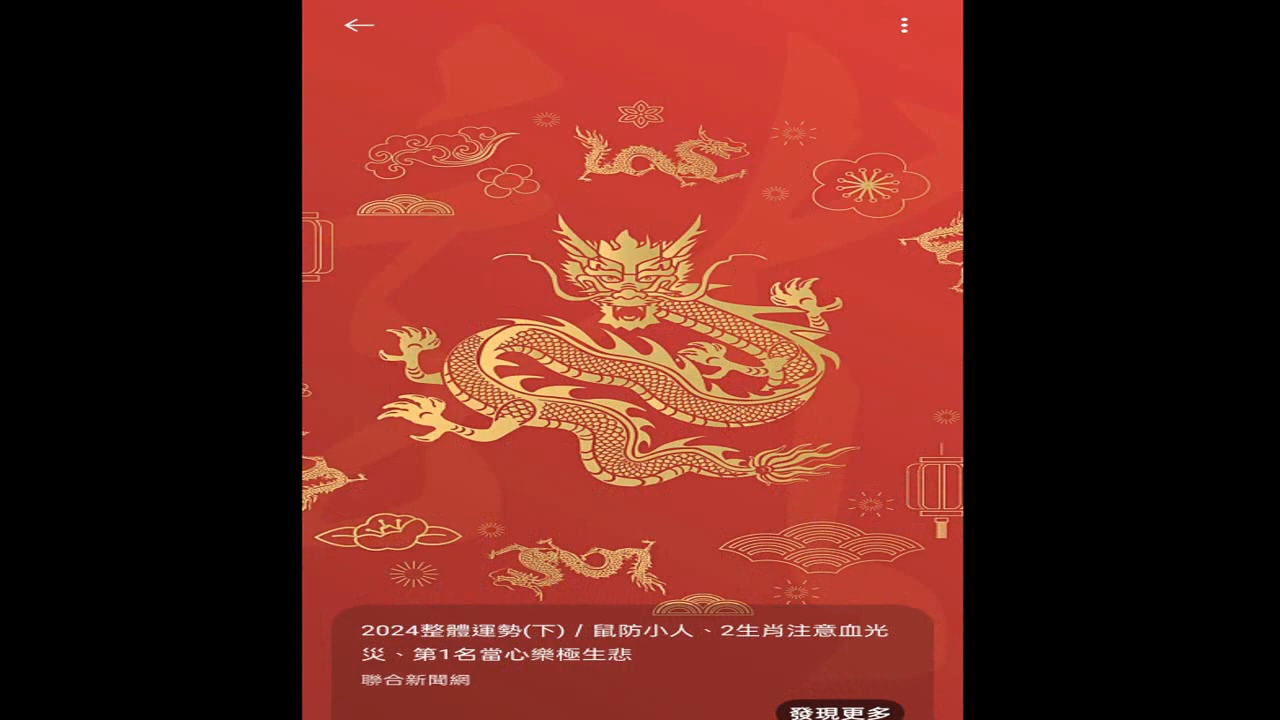 2024整體運勢(下) / 鼠防小人、2生肖注意血光
災、第1名當心樂極生悲
聯合新聞網
發現更多